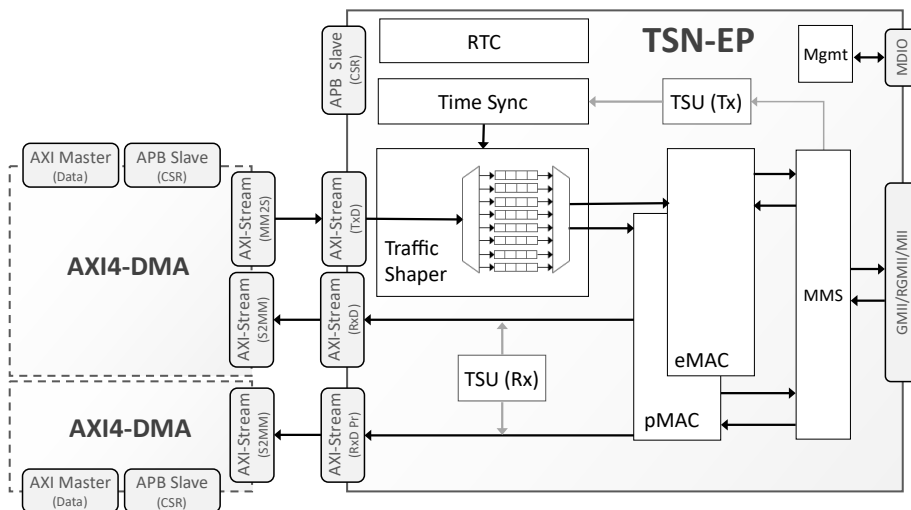 RTC
TSN-EP
Mgmt
MDIO
APB Slave
(CSR)
Time Sync
TSU (Tx)
AXI Master
(Data)
APB Slave
(CSR)
AXI-Stream
(MM2S)
AXI-Stream
(TxD)
Traffic
Shaper
AXI4-DMA
AXI-Stream
(S2MM)
AXI-Stream
(RxD)
MMS
GMII/RGMII/MII
eMAC
TSU (Rx)
pMAC
AXI4-DMA
AXI-Stream
(S2MM)
AXI-Stream
(RxD Pr)
AXI Master
(Data)
APB Slave
(CSR)